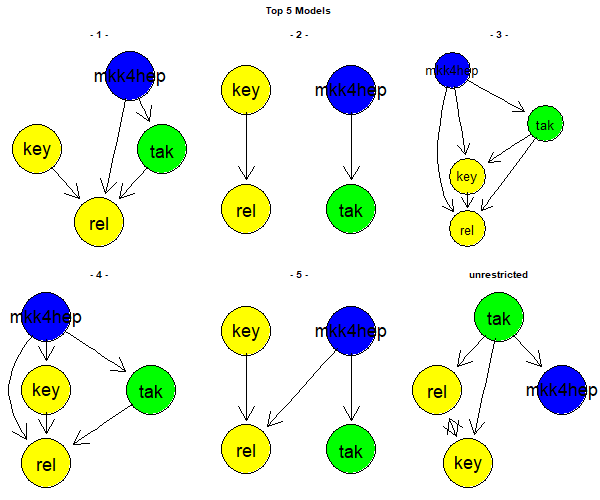 Top 5 Models
- 1 -
- 2 -
- 3 -
mkk4hep
key
tak
rel
key
mkk4hep
rel
tak
mkk4hep
tak
key
rel
- 4 -
- 5 -
unrestricted
mkk4hep
key
tak
rel
key
mkk4hep
rel
tak
tak
rel
mkk4hep
key